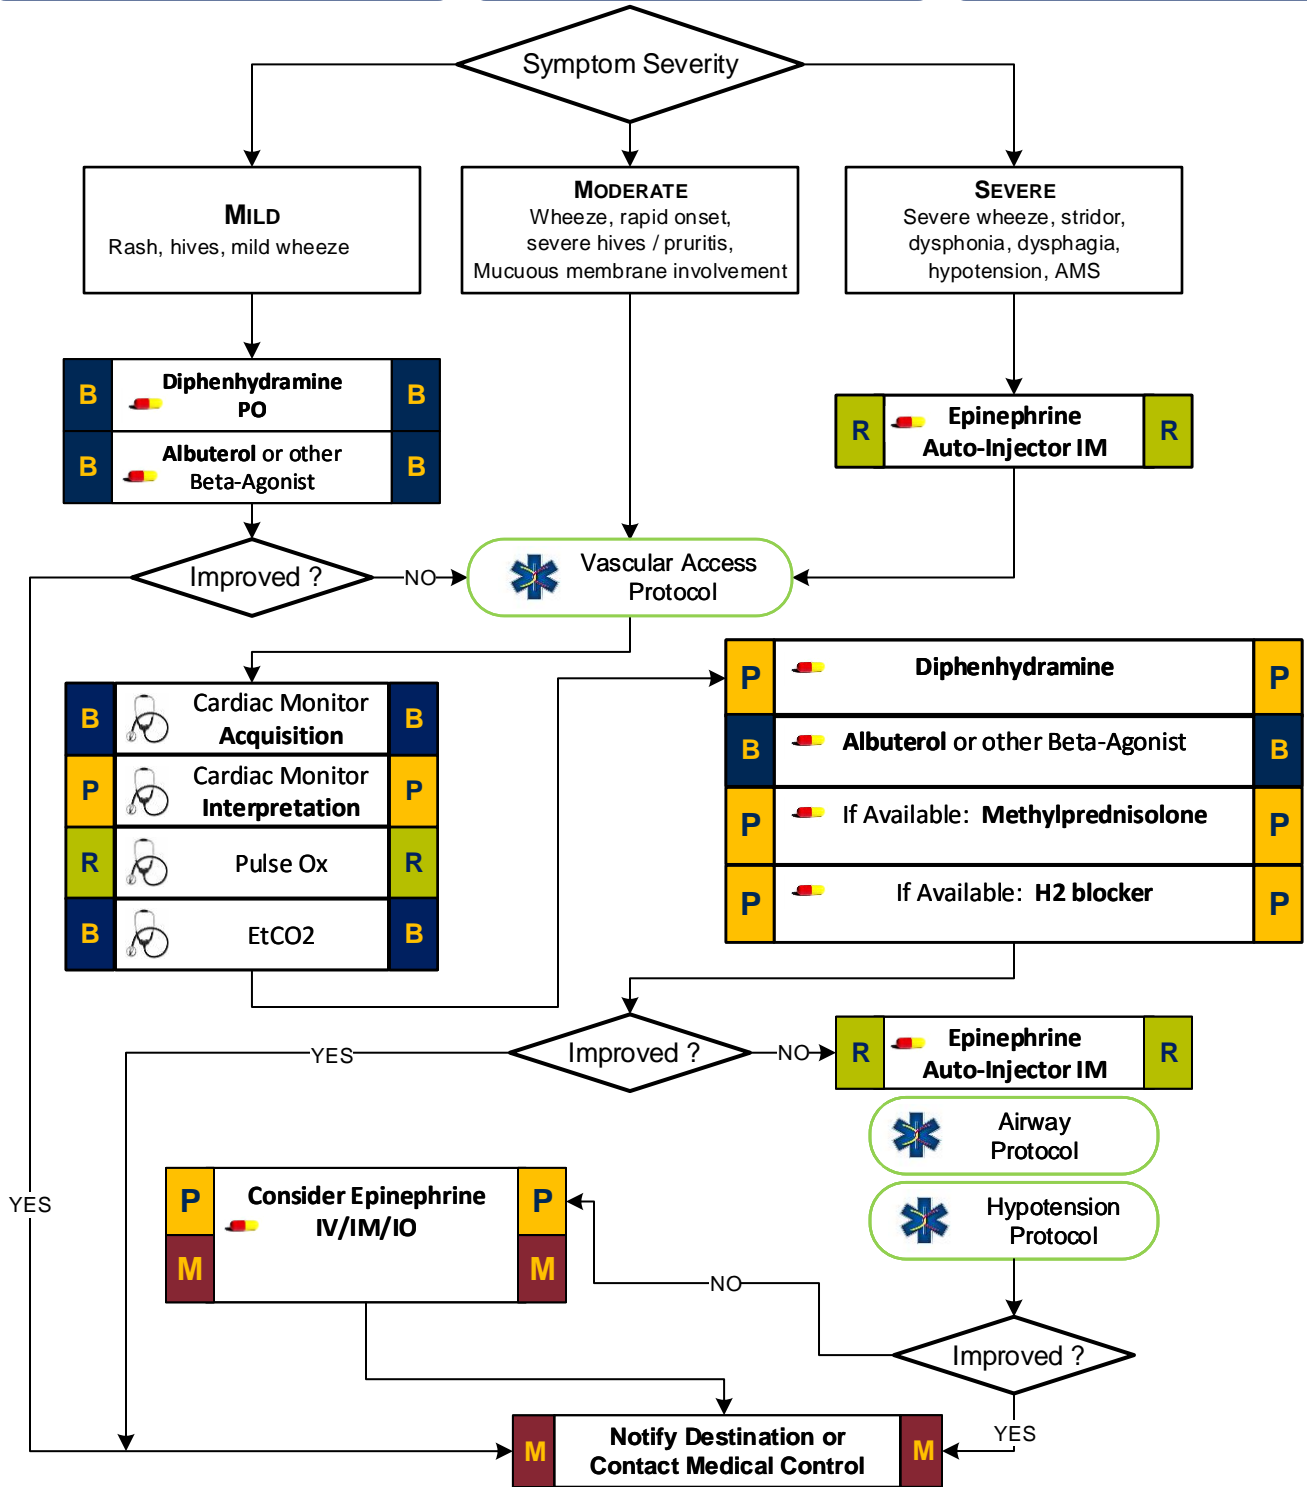 Symptom Severity
MILD
Rash, hives, mild wheeze
MODERATE
Wheeze, rapid onset,
severe hives / pruritis,
Mucuous membrane involvement
SEVERE
Severe wheeze, stridor,
dysphonia, dysphagia,
hypotension, AMS
B
Diphenhydramine
PO
B
B
Albuterol or other
Beta-Agonist
B
R
Epinephrine
Auto-Injector IM
R
Improved ?
NO
Vascular Access
Protocol
B
Cardiac Monitor
Acquisition
B
P
Cardiac Monitor
Interpretation
P
R
Pulse Ox
R
B
EtCO2
B
P
Diphenhydramine
P
B
Albuterol or other Beta-Agonist
B
P
If Available: Methylprednisolone
P
P
If Available: H2 blocker
P
YES
Improved ?
NO
R
Epinephrine
Auto-Injector IM
R
Airway
Protocol
Hypotension
Protocol
YES
P
Consider Epinephrine
IV/IM/IO
P
M
M
NO
Improved ?
YES
M
Notify Destination or
Contact Medical Control
M